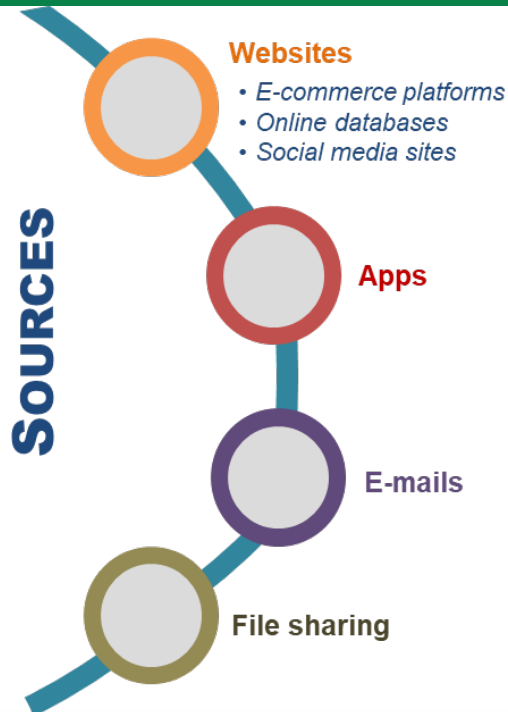 Websites
• E-commerce platforms
• Online databases
• Social media sites
SOURCES
Apps
E-mails
File sharing